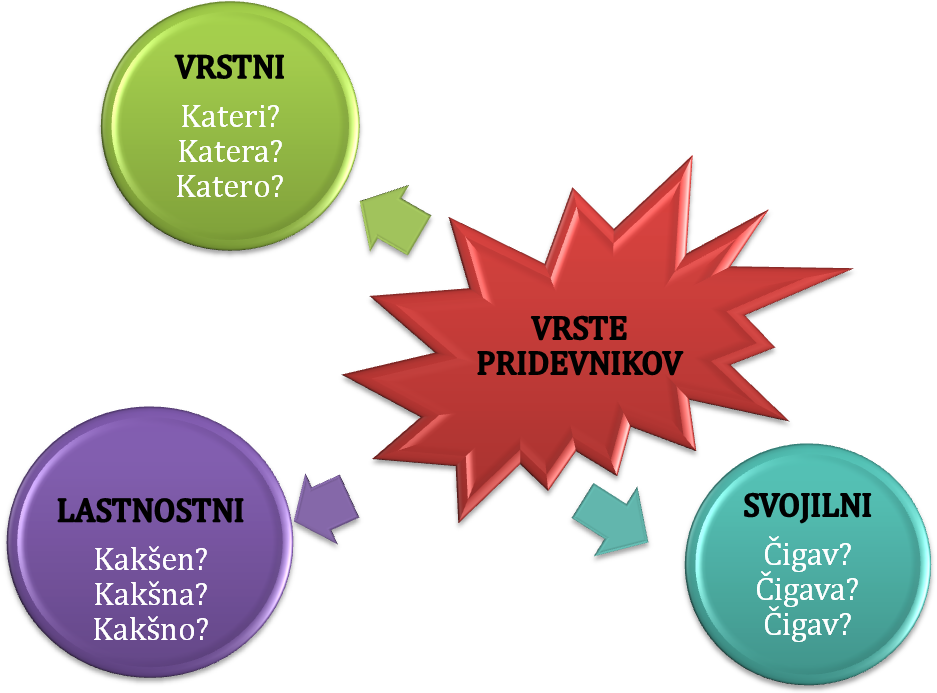 VRSTNI
Kateri?
Katera?
Katero?
VRSTE
PRIDEVNIKOV
LASTNOSTNI
Kakšen?
Kakšna?
Kakšno?
SVOJILNI
Čigav?
Čigava?
Čigav?